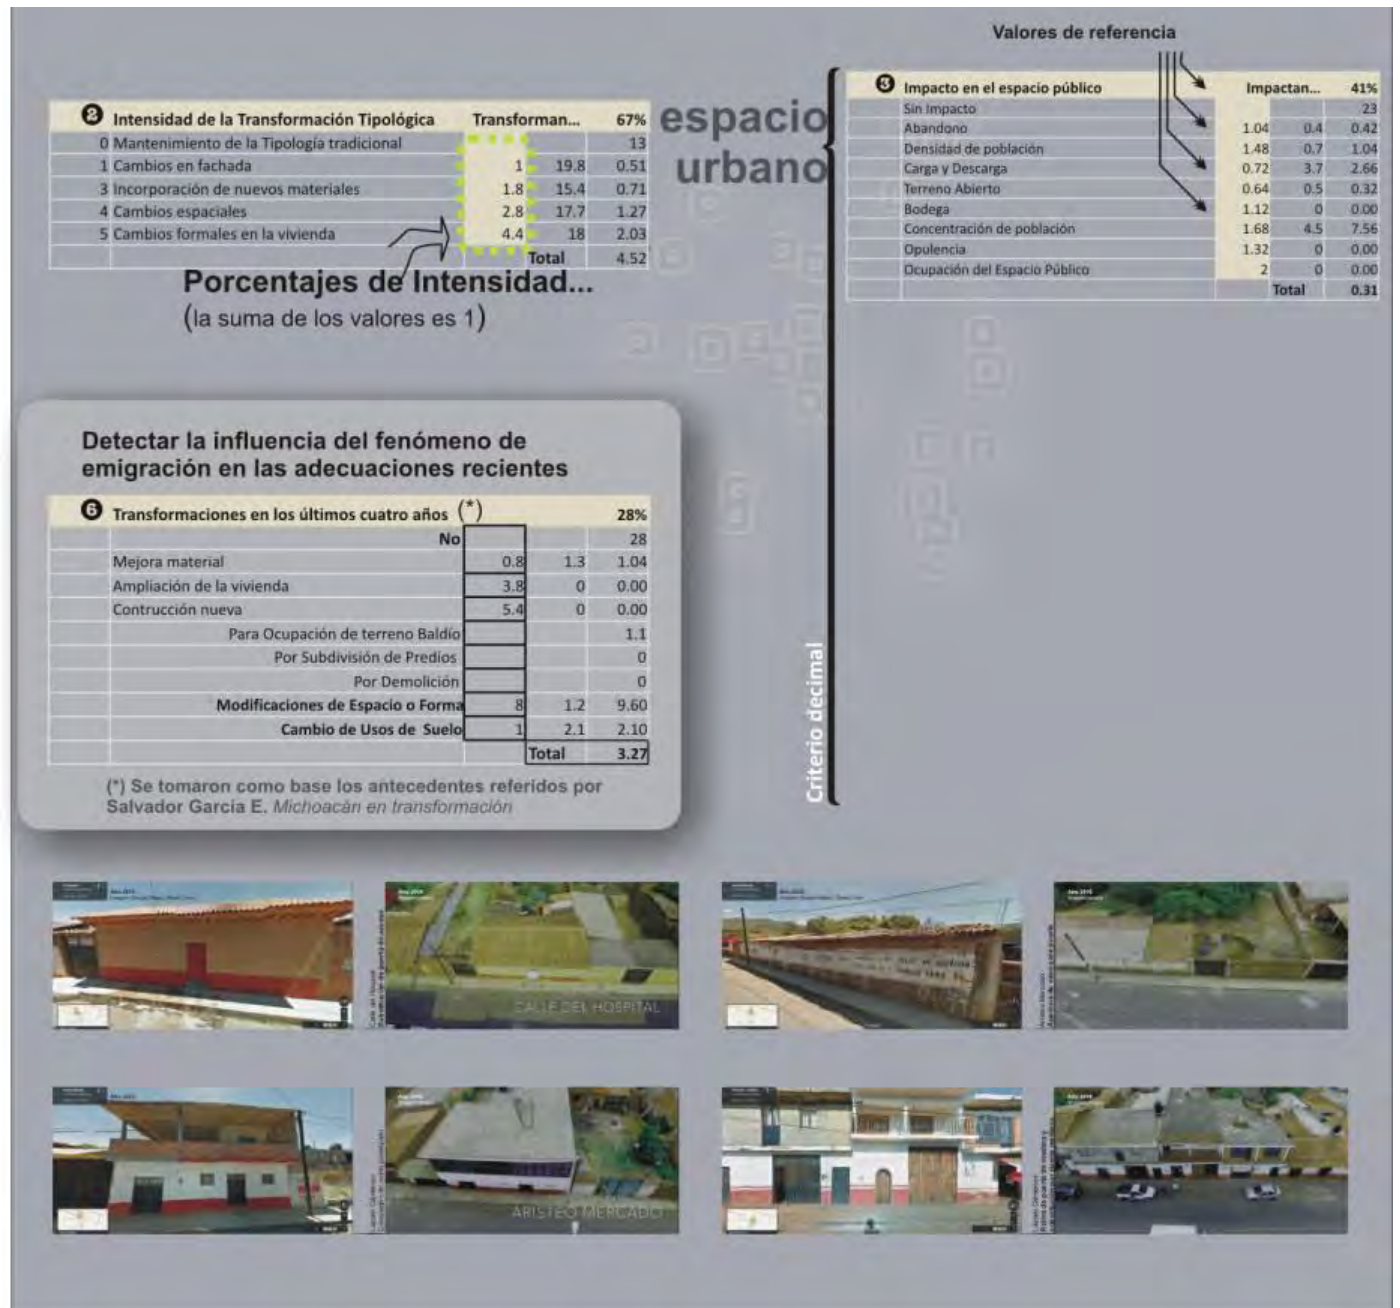 Valores de referencia
❷ Intensidad de la Transformación Tipológica Transforman... 67%
0 Mantenimiento de la Tipología tradicional 13
1 Cambios en fachada 1 19.8 0.51
3 Incorporación de nuevos materiales 1.8 15.4 0.71
4 Cambios espaciales 2.8 17.7 1.27
5 Cambios formales en la vivienda 4.4 18 2.03
Total 4.52
Porcentajes de Intensidad...
(la suma de los valores es 1)
espacio
urbano
❸ Impacto en el espacio público Impactan... 41%
Sin Impacto 23
Abandono 1.04 0.4 0.42
Densidad de población 1.48 0.7 1.04
Carga y Descarga 0.72 3.7 2.66
Terreno Abierto 0.64 0.5 0.32
Bodega 1.12 0 0.00
Concentración de población 1.68 4.5 7.56
Opulencia 1.32 0 0.00
Ocupación del Espacio Público 2 0 0.00
Total 0.31
Criterio decimal
Detectar la influencia del fenómeno de
emigración en las adecuaciones recientes
❻ Transformaciones en los últimos cuatro años (*) 28%
No 28
Mejora material 0.8 1.3 1.04
Ampliación de la vivienda 3.8 0 0.00
Contrucción nueva 5.4 0 0.00
Para Ocupación de terreno Baldío 1.1
Por Subdivisión de Predios 0
Por Demolición 0
Modificaciones de Espacio o Forma 8 1.2 9.60
Cambio de Usos de Suelo 1 2.1 2.10
Total 3.27
(*) Se tomaron como base los antecedentes referidos por
Salvador García E. Michoacán en transformación
CALLE DEL HOSPITAL
ARISTEO MERCADO